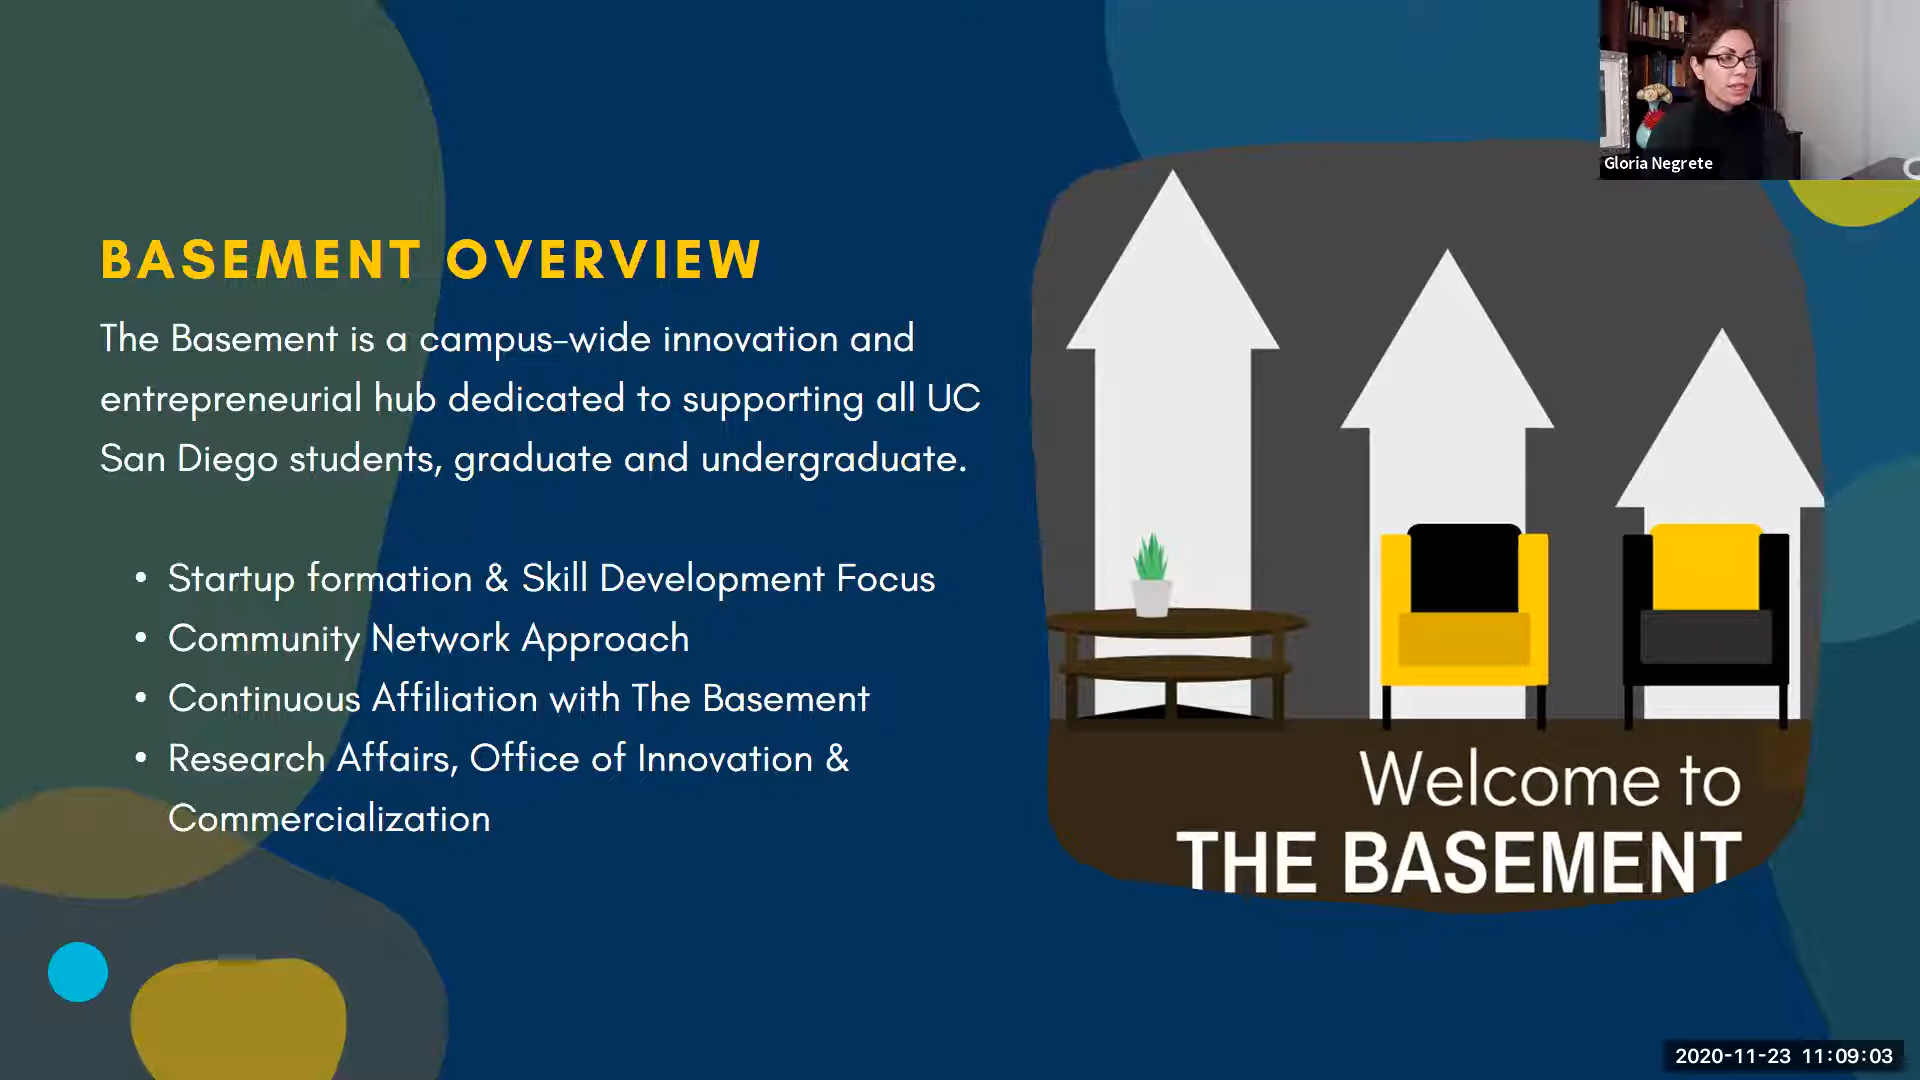 Gloria Negrete
BASEMENT OVERVIEW
The Basement is a campus-wide innovation and
entrepreneurial hub dedicated to supporting all UC
San Diego students, graduate and undergraduate.
• Startup formation & Skill Development Focus
• Community Network Approach
• Continuous Affiliation with The Basement
• Research Affairs, Office of Innovation &
Commercialization
Welcome to
THE BASEMENT
2020-11-23 11:09:03